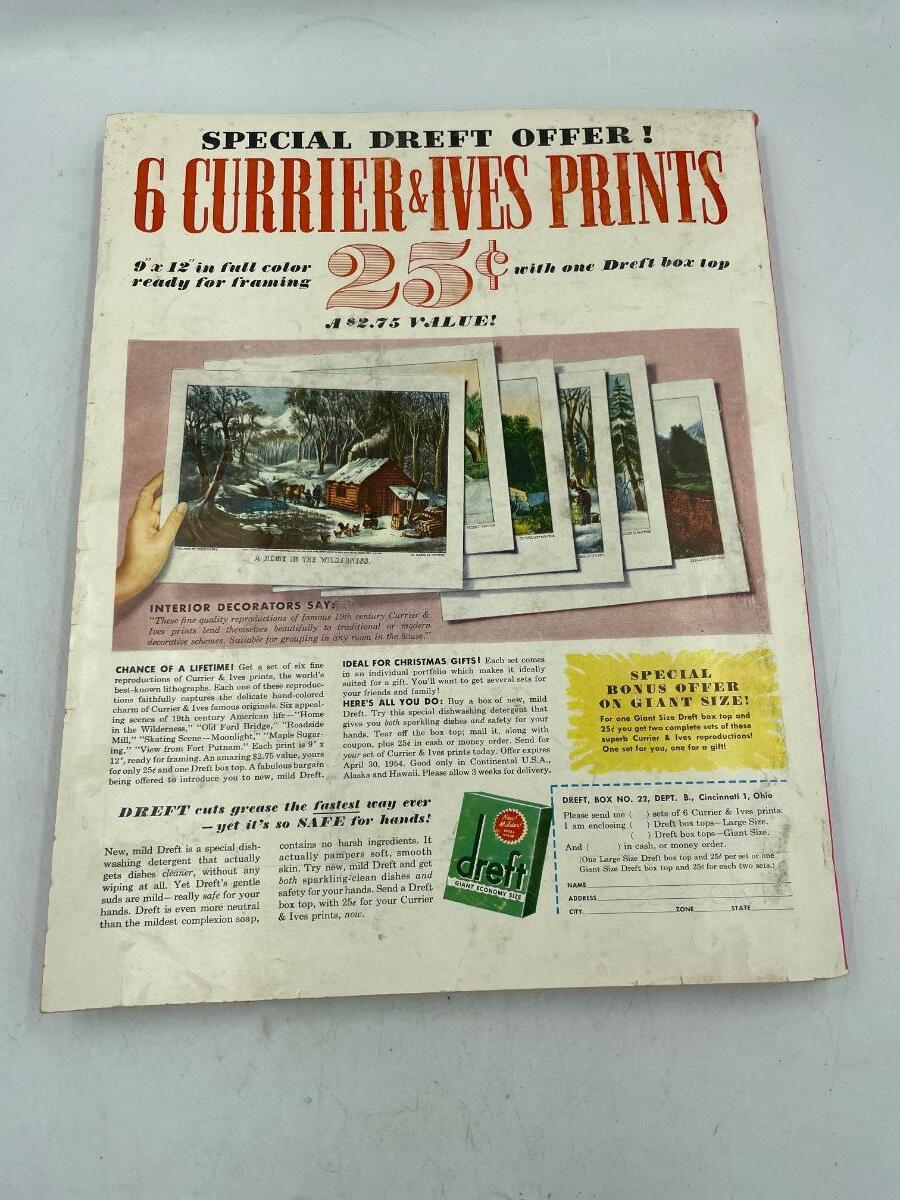 SPECIAL DREFT OFFER!
6 CURRIER & IVES PRINTS
9" x 12" in full color
ready for framing
25¢
with one Dreft box top
A $2.75 VALUE!
A HOME IN THE WILDERNESS.
INTERIOR DECORATORS SAY:
"These fine quality reproductions of famous 19th century Currier &
Ives prints lend themselves beautifully to traditional or modern
decorative schemes. Suitable for grouping in any room in the house."
CHANCE OF A LIFETIME! Get a set of six fine
reproductions of Currier & Ives prints, the world's
best-known lithographs. Each one of these reproduc-
tions faithfully captures the delicate hand-colored
charm of Currier & Ives famous originals. Six appeal-
ing scenes of 19th century American life—"Home
in the Wilderness," "Old Ford Bridge," "Roadside
Mill," "Skating Scene—Moonlight," "Maple Sugar-
ing," "View from Fort Putnam." Each print is 9" x
12", ready for framing. An amazing $2.75 value, yours
for only 25¢ and one Dreft box top. A fabulous bargain
being offered to introduce you to new, mild Dreft.
IDEAL FOR CHRISTMAS GIFTS! Each set comes
in an individual portfolio which makes it ideally
suited for a gift. You'll want to get several sets for
your friends and family!
HERE'S ALL YOU DO: Buy a box of new, mild
Dreft. Try this special dishwashing detergent that
gives you both sparkling dishes and safety for your
hands. Tear off the box top; mail it, along with
coupon, plus 25¢ in cash or money order. Send for
your set of Currier & Ives prints today. Offer expires
April 30, 1954. Good only in Continental U.S.A.,
Alaska and Hawaii. Please allow 3 weeks for delivery.
SPECIAL
BONUS OFFER
ON GIANT SIZE!
For one Giant Size Dreft box top and
25¢ you get two complete sets of these
superb Currier & Ives reproductions!
One set for you, one for a gift!
DREFT cuts grease the fastest way ever
—yet it's so SAFE for hands!
New, mild Dreft is a special dish-
washing detergent that actually
gets dishes cleaner, without any
wiping at all. Yet Dreft's gentle
suds are mild—really safe for your
hands. Dreft is even more neutral
than the mildest complexion soap,
contains no harsh ingredients. It
actually pampers soft, smooth
skin. Try new, mild Dreft and get
both sparkling-clean dishes and
safety for your hands. Send a Dreft
box top, with 25¢ for your Currier
& Ives prints, now.
New!
Milder!
dreft
GIANT ECONOMY SIZE
DREFT, BOX NO. 22, DEPT. B., Cincinnati 1, Ohio
Please send me ( ) sets of 6 Currier & Ives prints.
I am enclosing ( ) Dreft box tops—Large Size.
( ) Dreft box tops—Giant Size.
And ( ) in cash, or money order.
(One Large Size Dreft box top and 25¢ per set or one
Giant Size Dreft box top and 25¢ for each two sets.)
NAME
ADDRESS
CITY ZONE STATE